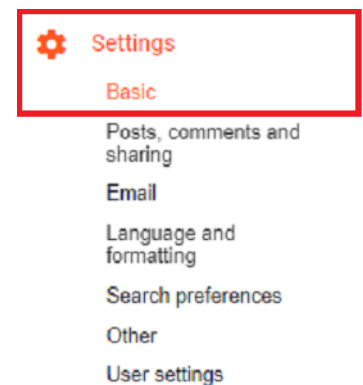 Settings
Basic
Posts, comments and
sharing
Email
Language and
formatting
Search preferences
Other
User settings